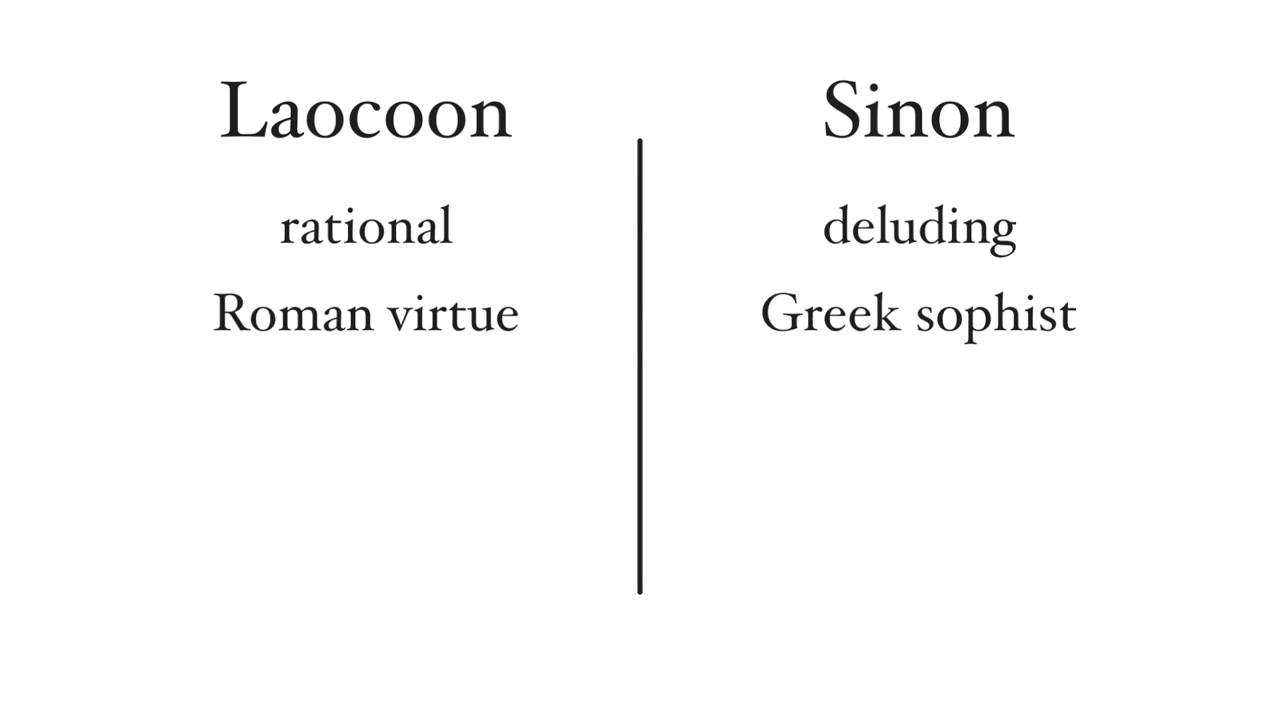 Laocoon
rational
Roman virtue
Sinon
deluding
Greek sophist